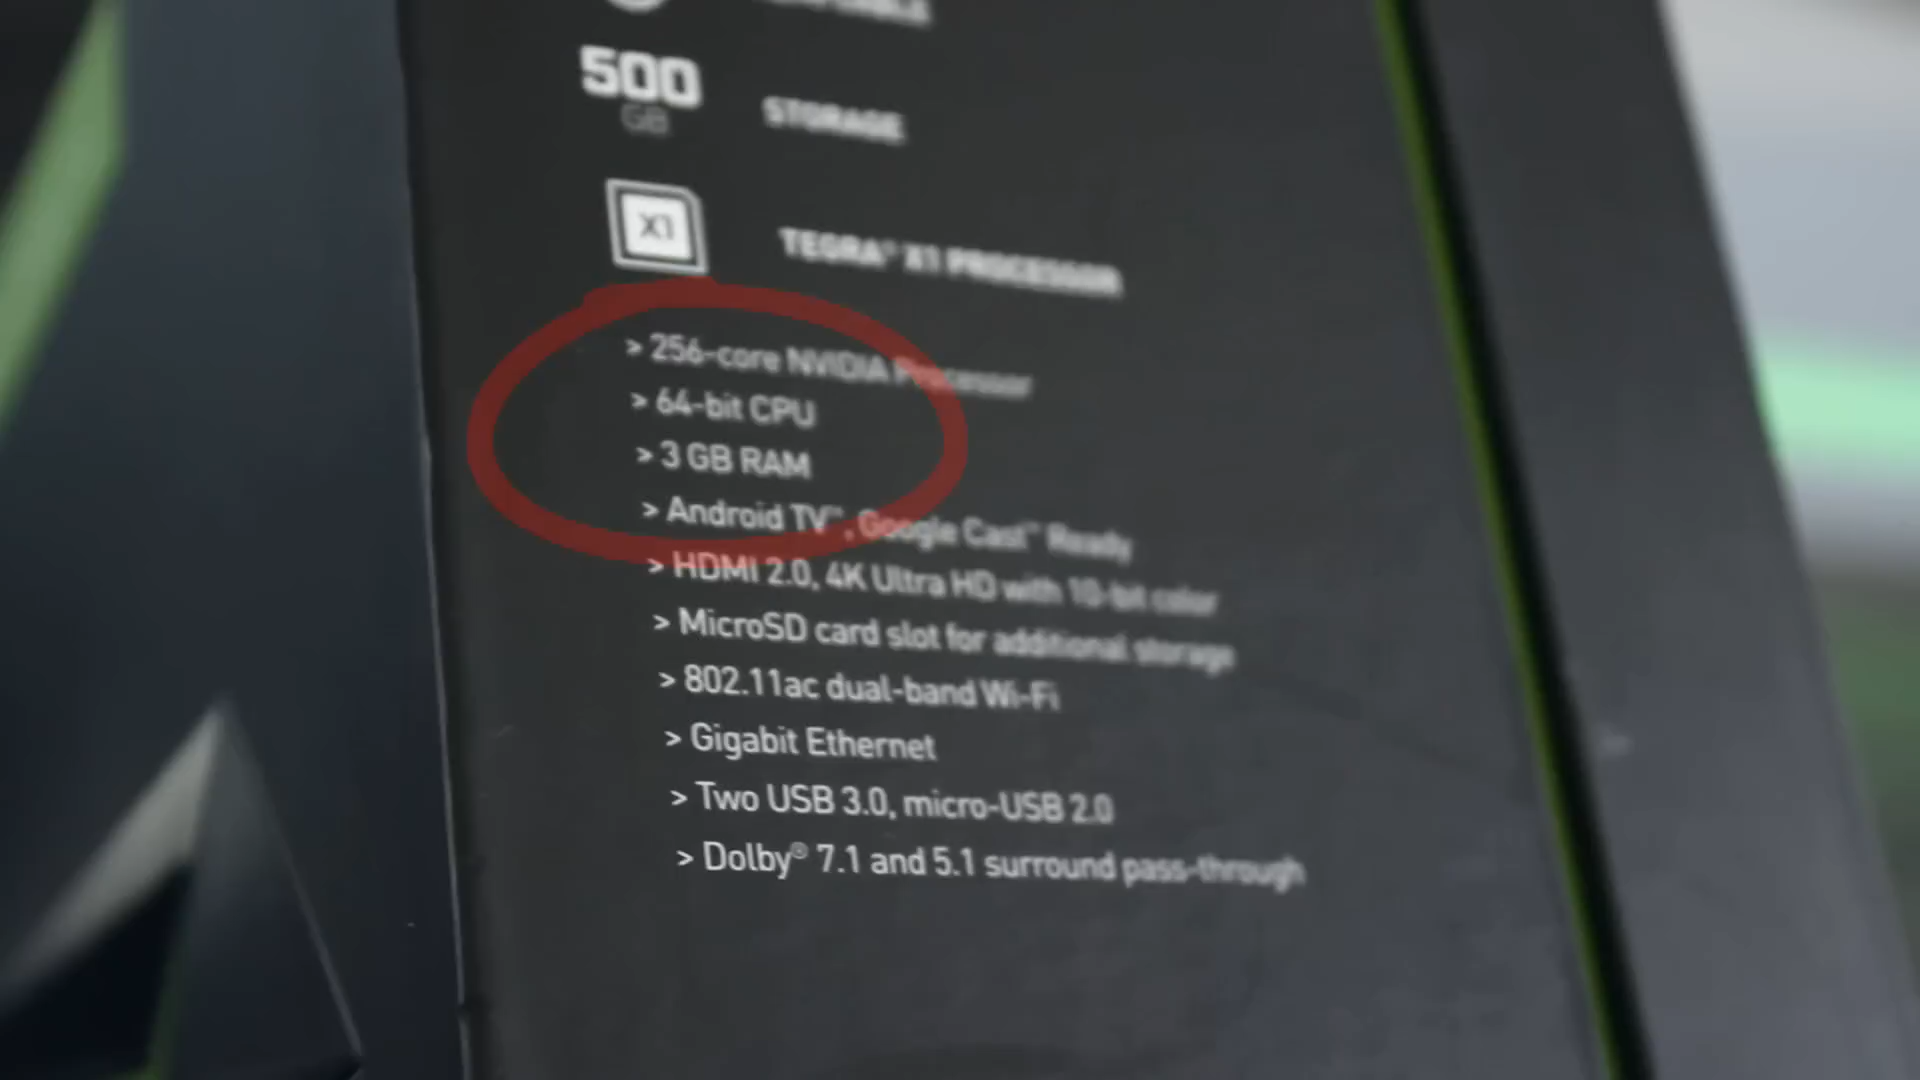 500
GB
STORAGE
X1
TEGRA® X1 PROCESSOR
> 256-core NVIDIA Processor
> 64-bit CPU
> 3 GB RAM
> Android TV™, Google Cast™ Ready
> HDMI 2.0, 4K Ultra HD with 10-bit color
> MicroSD card slot for additional storage
> 802.11ac dual-band Wi-Fi
> Gigabit Ethernet
> Two USB 3.0, micro-USB 2.0
> Dolby® 7.1 and 5.1 surround pass-through